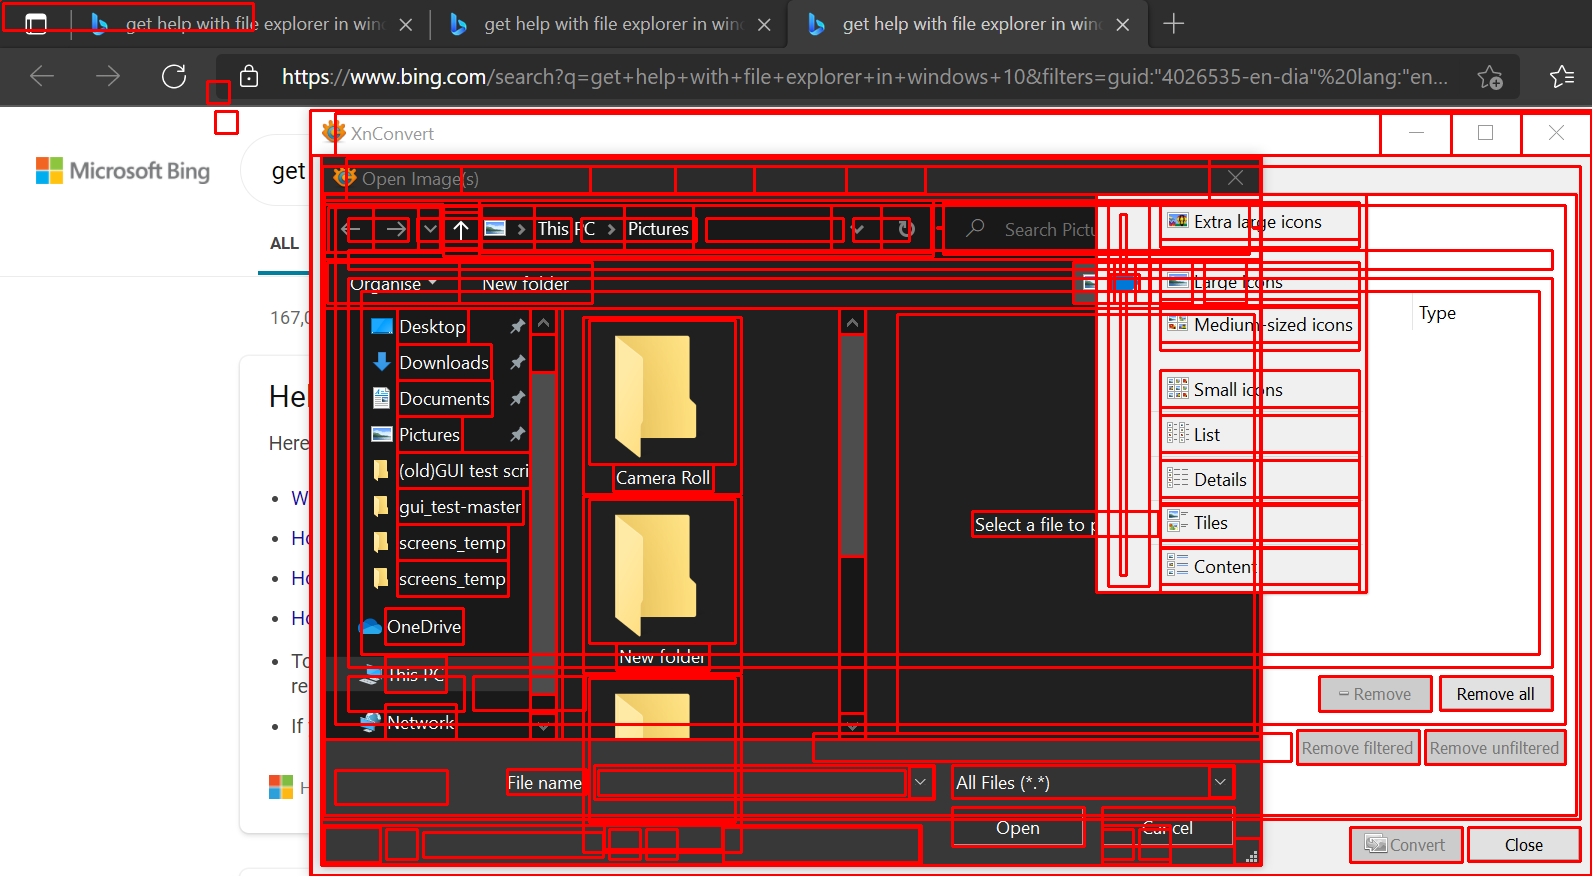 get help with file explorer in wind
get help with file explorer in wind
get help with file explorer in wind
https://www.bing.com/search?q=get+help+with+file+explorer+in+windows+10&filters=guid:"4026535-en-dia"%20lang:"en...
Microsoft Bing
get
ALL
167,0
Hel
Here
W
Ho
Ho
Ho
To
re
If
H
XnConvert
Open Image(s)
This PC
Pictures
Search Pictu
Organise
New folder
Desktop
Downloads
Documents
Pictures
(old)GUI test scri
gui_test-master
screens_temp
screens_temp
OneDrive
This PC
Network
Camera Roll
New folder
Select a file to p
Extra large icons
Large icons
Medium-sized icons
Small icons
List
Details
Tiles
Content
Type
Remove
Remove all
Remove filtered
Remove unfiltered
File name
All Files (*.*)
Open
Cancel
Convert
Close